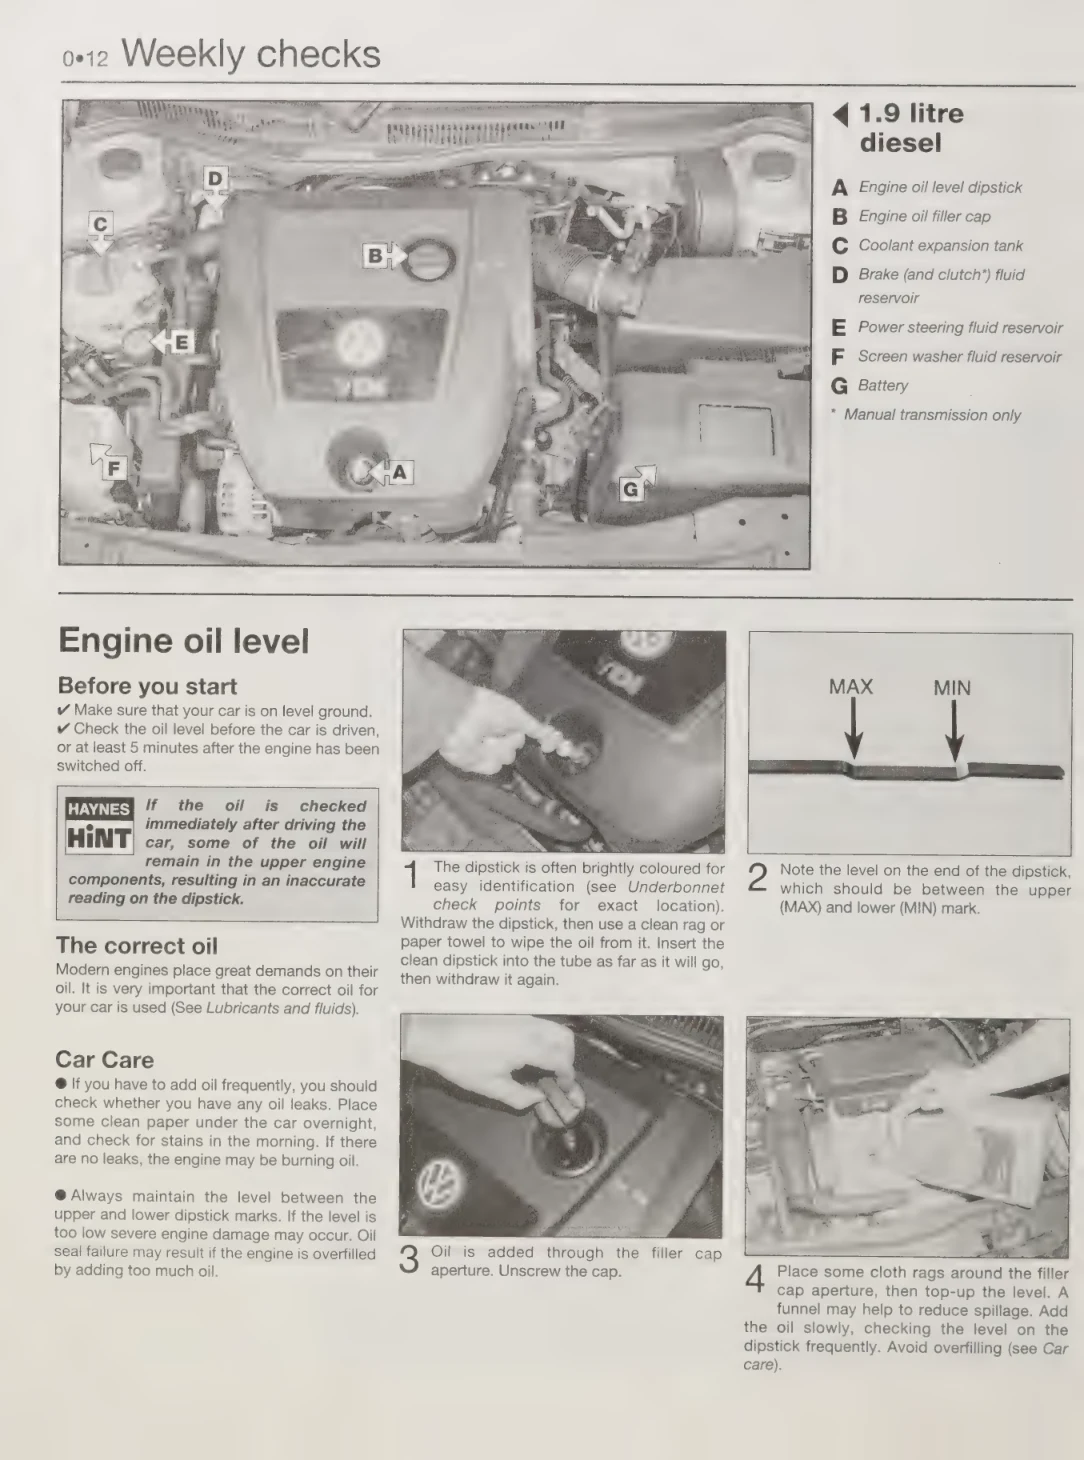 0•12 Weekly checks
D
C
B
E
F
A
G
TDI
◀ 1.9 litre
diesel
A Engine oil level dipstick
B Engine oil filler cap
C Coolant expansion tank
D Brake (and clutch*) fluid
reservoir
E Power steering fluid reservoir
F Screen washer fluid reservoir
G Battery
* Manual transmission only
Engine oil level
Before you start
✔ Make sure that your car is on level ground.
✔ Check the oil level before the car is driven,
or at least 5 minutes after the engine has been
switched off.
HAYNES
HiNT
If the oil is checked
immediately after driving the
car, some of the oil will
remain in the upper engine
components, resulting in an inaccurate
reading on the dipstick.
The correct oil
Modern engines place great demands on their
oil. It is very important that the correct oil for
your car is used (See Lubricants and fluids).
Car Care
● If you have to add oil frequently, you should
check whether you have any oil leaks. Place
some clean paper under the car overnight,
and check for stains in the morning. If there
are no leaks, the engine may be burning oil.
● Always maintain the level between the
upper and lower dipstick marks. If the level is
too low severe engine damage may occur. Oil
seal failure may result if the engine is overfilled
by adding too much oil.
TDI
1 The dipstick is often brightly coloured for
easy identification (see Underbonnet
check points for exact location).
Withdraw the dipstick, then use a clean rag or
paper towel to wipe the oil from it. Insert the
clean dipstick into the tube as far as it will go,
then withdraw it again.
MAX MIN
2 Note the level on the end of the dipstick,
which should be between the upper
(MAX) and lower (MIN) mark.
3 Oil is added through the filler cap
aperture. Unscrew the cap.
4 Place some cloth rags around the filler
cap aperture, then top-up the level. A
funnel may help to reduce spillage. Add
the oil slowly, checking the level on the
dipstick frequently. Avoid overfilling (see Car
care).